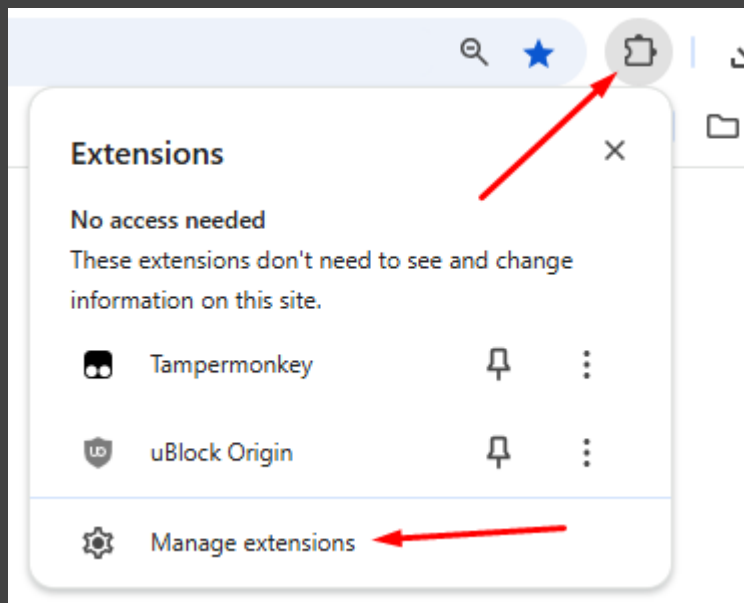 Extensions
No access needed
These extensions don't need to see and change
information on this site.
Tampermonkey
uBlock Origin
Manage extensions